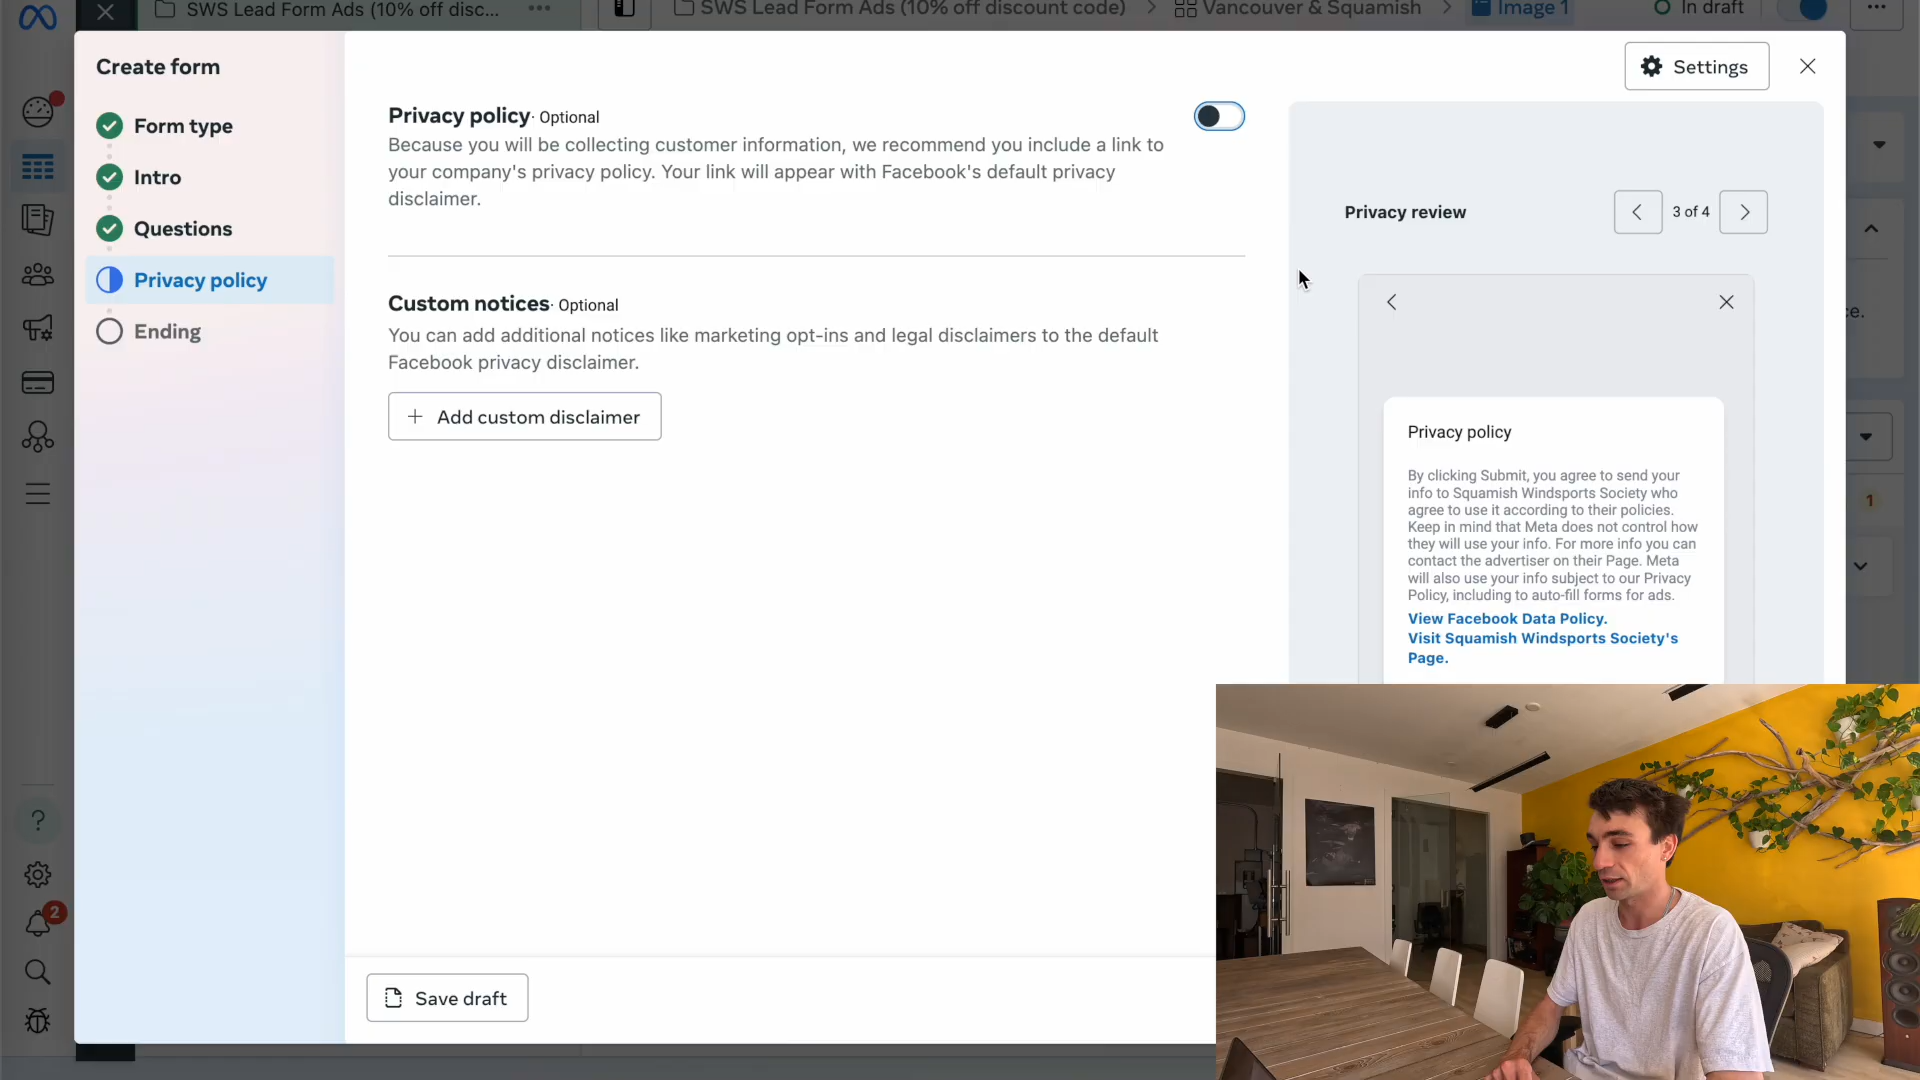 SWS Lead Form Ads (10% off disc...
SWS Lead Form Ads (10% off discount code)
Vancouver & Squamish
Image 1
In draft
Create form
Settings
Form type
Intro
Questions
Privacy policy
Ending
Privacy policy · Optional
Because you will be collecting customer information, we recommend you include a link to
your company's privacy policy. Your link will appear with Facebook's default privacy
disclaimer.
Custom notices · Optional
You can add additional notices like marketing opt-ins and legal disclaimers to the default
Facebook privacy disclaimer.
+ Add custom disclaimer
Privacy review
3 of 4
Privacy policy
By clicking Submit, you agree to send your
info to Squamish Windsports Society who
agree to use it according to their policies.
Keep in mind that Meta does not control how
they will use your info. For more info you can
contact the advertiser on their Page. Meta
will also use your info subject to our Privacy
Policy, including to auto-fill forms for ads.
View Facebook Data Policy.
Visit Squamish Windsports Society's
Page.
ce.
1
2
Save draft